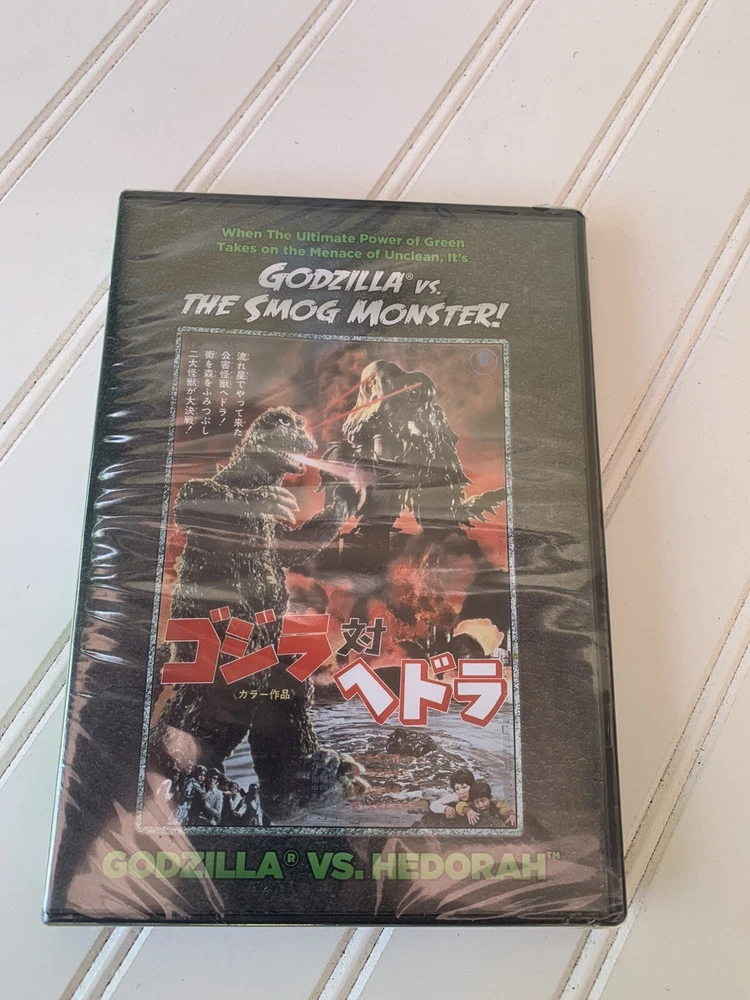 When The Ultimate Power of Green
Takes on the Menace of Unclean, It's
GODZILLA® VS.
THE SMOG MONSTER!
流れ星でやって来た
公害怪獣ヘドラ!
街を森をふみつぶし
二大怪獣が大決戦!
ゴジラ対
ヘドラ
《カラー作品》
GODZILLA® VS. HEDORAH™